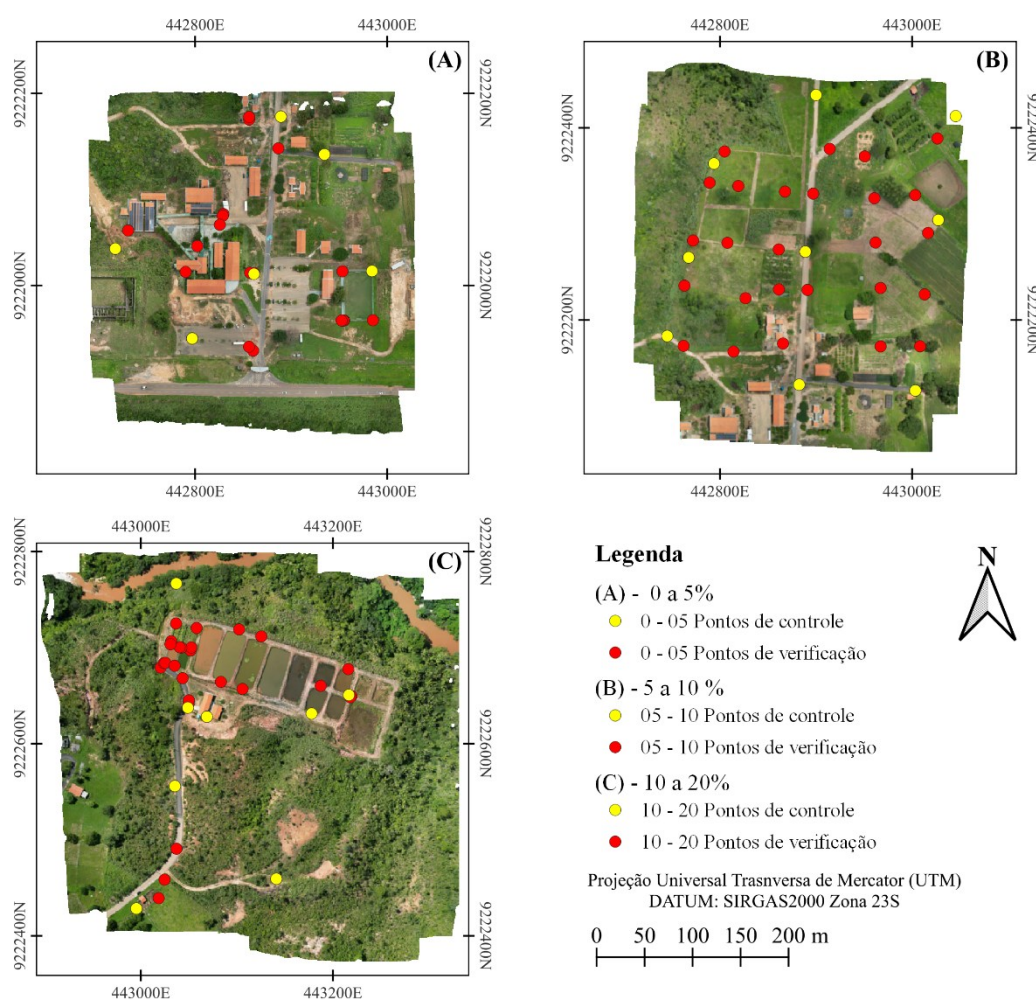 442800E 443000E
442800E 443000E
(A)
(B)
9222200N
9222200N
9222400N
9222400N
9222000N
9222000N
9222200N
9222200N
442800E 443000E
442800E 443000E
443000E 443200E
(C)
9222800N
9222800N
9222600N
9222600N
9222400N
9222400N
443000E 443200E
Legenda
N
(A) - 0 a 5%
0 - 05 Pontos de controle
0 - 05 Pontos de verificação
(B) - 5 a 10 %
05 - 10 Pontos de controle
05 - 10 Pontos de verificação
(C) - 10 a 20%
10 - 20 Pontos de controle
10 - 20 Pontos de verificação
Projeção Universal Trasnversa de Mercator (UTM)
DATUM: SIRGAS2000 Zona 23S
0 50 100 150 200 m